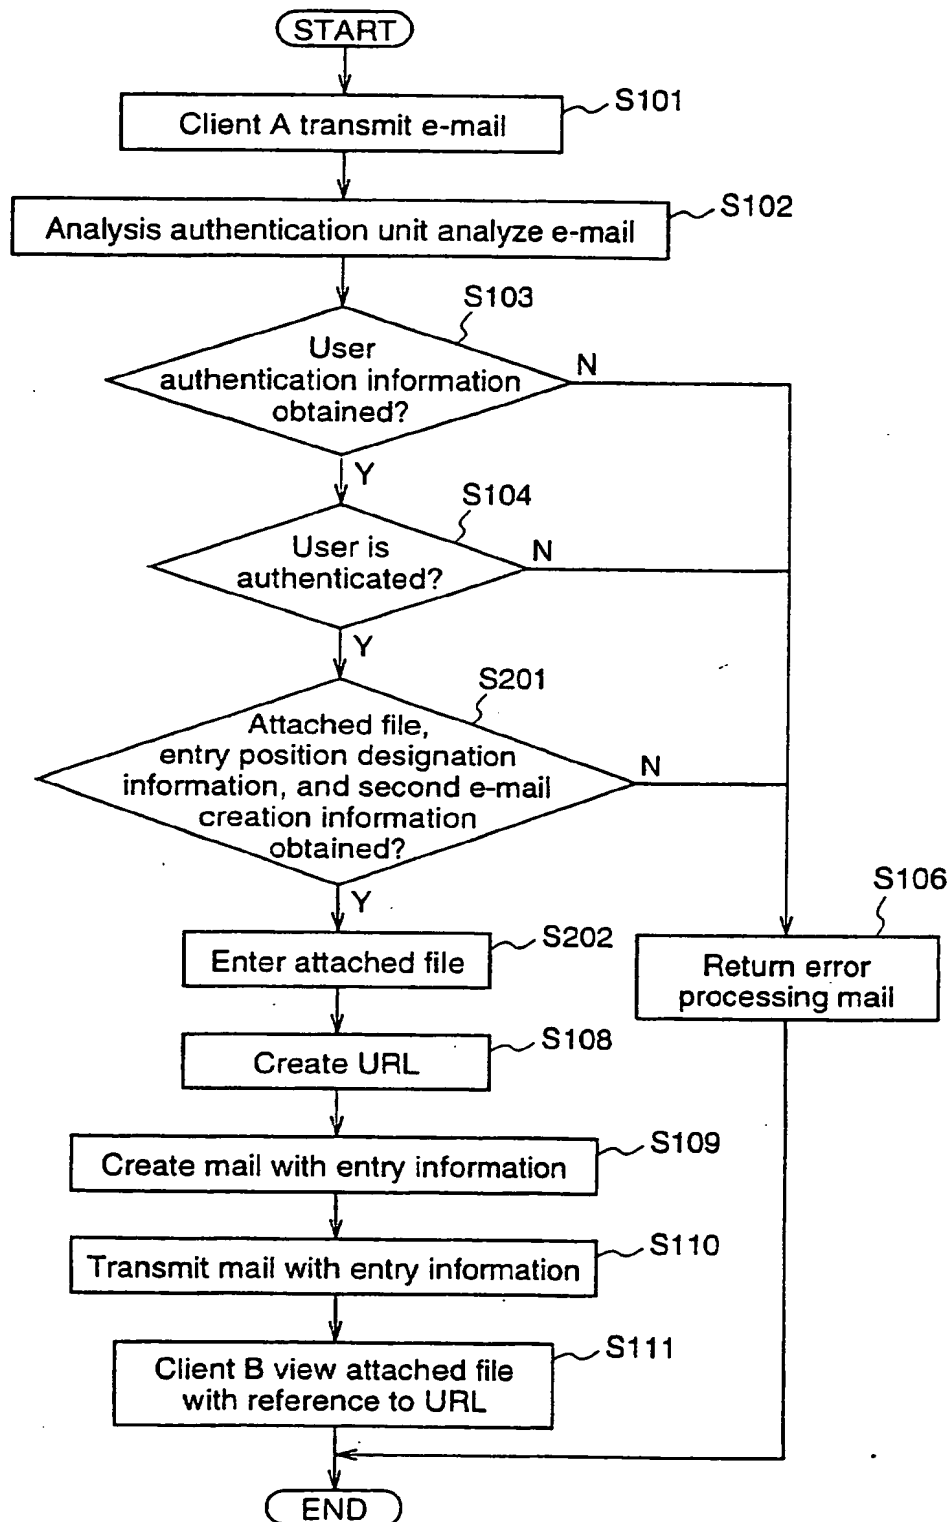 START
S101
Client A transmit e-mail
S102
Analysis authentication unit analyze e-mail
S103
User
authentication information
obtained?
N
Y
S104
User is
authenticated?
N
Y
S201
Attached file,
entry position designation
information, and second e-mail
creation information
obtained?
N
Y
S106
Return error
processing mail
S202
Enter attached file
S108
Create URL
S109
Create mail with entry information
S110
Transmit mail with entry information
S111
Client B view attached file
with reference to URL
END